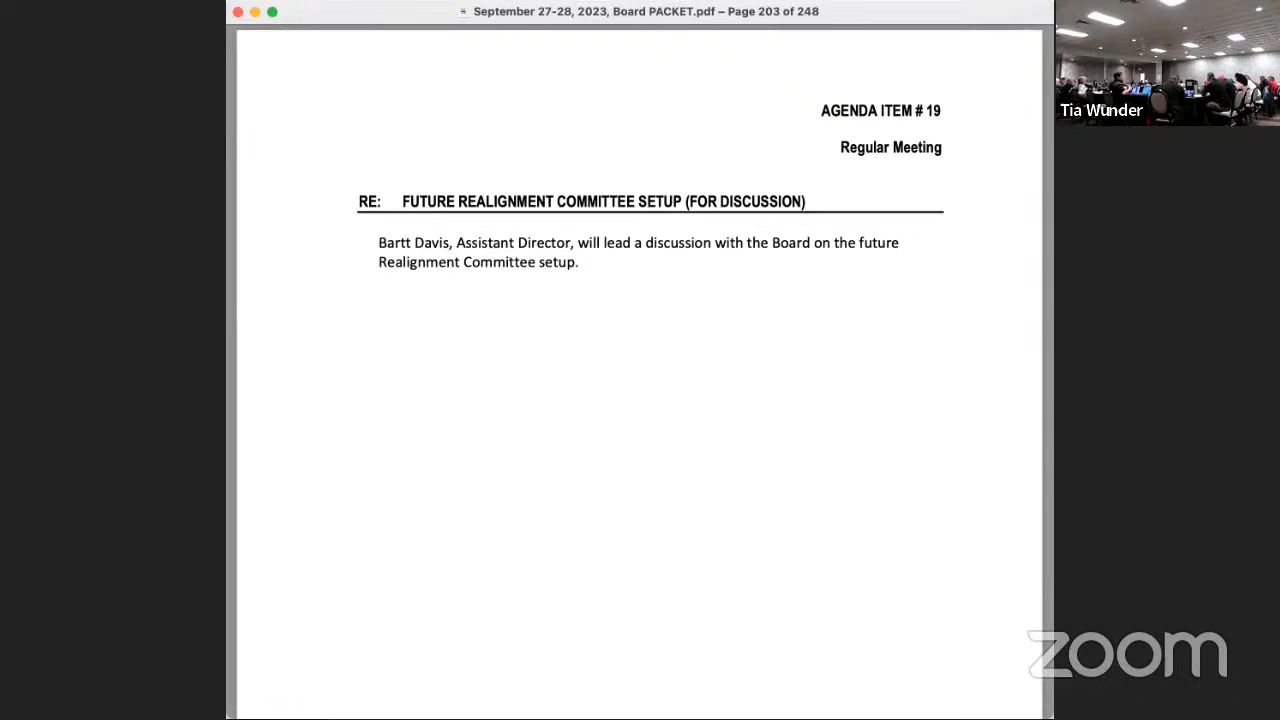 September 27-28, 2023, Board PACKET.pdf – Page 203 of 248
Tia Wunder
AGENDA ITEM # 19
Regular Meeting
RE: FUTURE REALIGNMENT COMMITTEE SETUP (FOR DISCUSSION)
Bartt Davis, Assistant Director, will lead a discussion with the Board on the future
Realignment Committee setup.
zoom